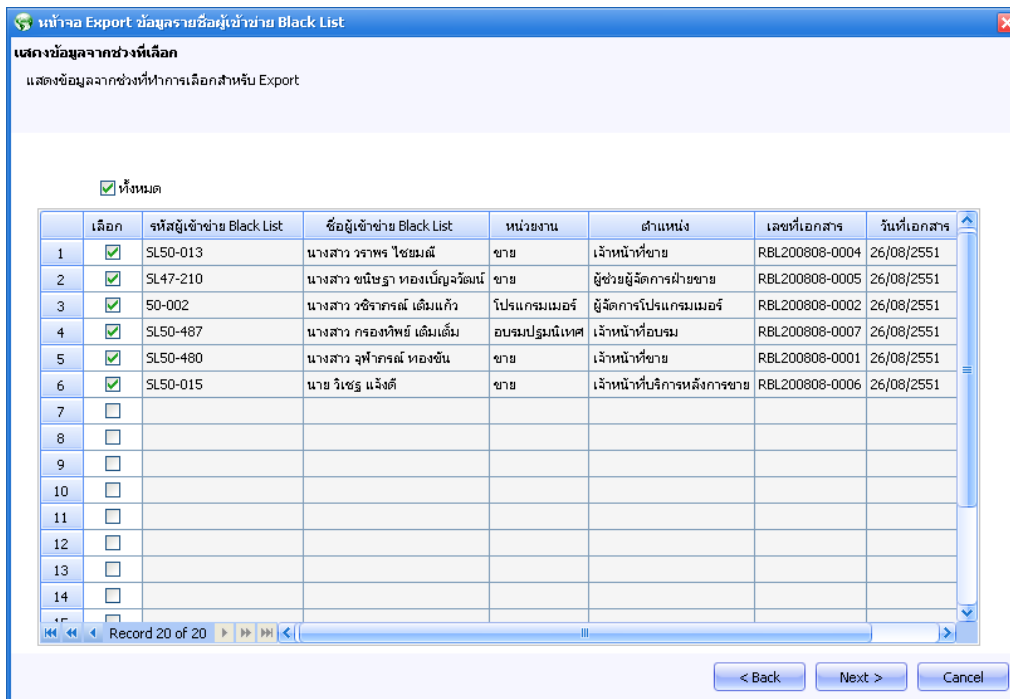 หน้าจอ Export ข้อมูลรายชื่อผู้เข้าข่าย Black List
แสดงข้อมูลจากช่วงที่เลือก
แสดงข้อมูลจากช่วงที่ทำการเลือกสำหรับ Export
ทั้งหมด
เลือก รหัสผู้เข้าข่าย Black List ชื่อผู้เข้าข่าย Black List หน่วยงาน ตำแหน่ง เลขที่เอกสาร วันที่เอกสาร
1 SL50-013 นางสาว วราพร ไชยมณี ขาย เจ้าหน้าที่ขาย RBL200808-0004 26/08/2551
2 SL47-210 นางสาว ขนิษฐา ทองเบ็ญจวัฒน์ ขาย ผู้ช่วยผู้จัดการฝ่ายขาย RBL200808-0005 26/08/2551
3 50-002 นางสาว วชิราภรณ์ เต็มแก้ว โปรแกรมเมอร์ ผู้จัดการโปรแกรมเมอร์ RBL200808-0002 26/08/2551
4 SL50-487 นางสาว กรองทิพย์ เติมเต็ม อบรมปฐมนิเทศ เจ้าหน้าที่อบรม RBL200808-0007 26/08/2551
5 SL50-480 นางสาว จุฬาภรณ์ ทองขัน ขาย เจ้าหน้าที่ขาย RBL200808-0001 26/08/2551
6 SL50-015 นาย วิเชฐ แจ้งดี ขาย เจ้าหน้าที่บริการหลังการขาย RBL200808-0006 26/08/2551
7
8
9
10
11
12
13
14
15
Record 20 of 20
< Back Next > Cancel